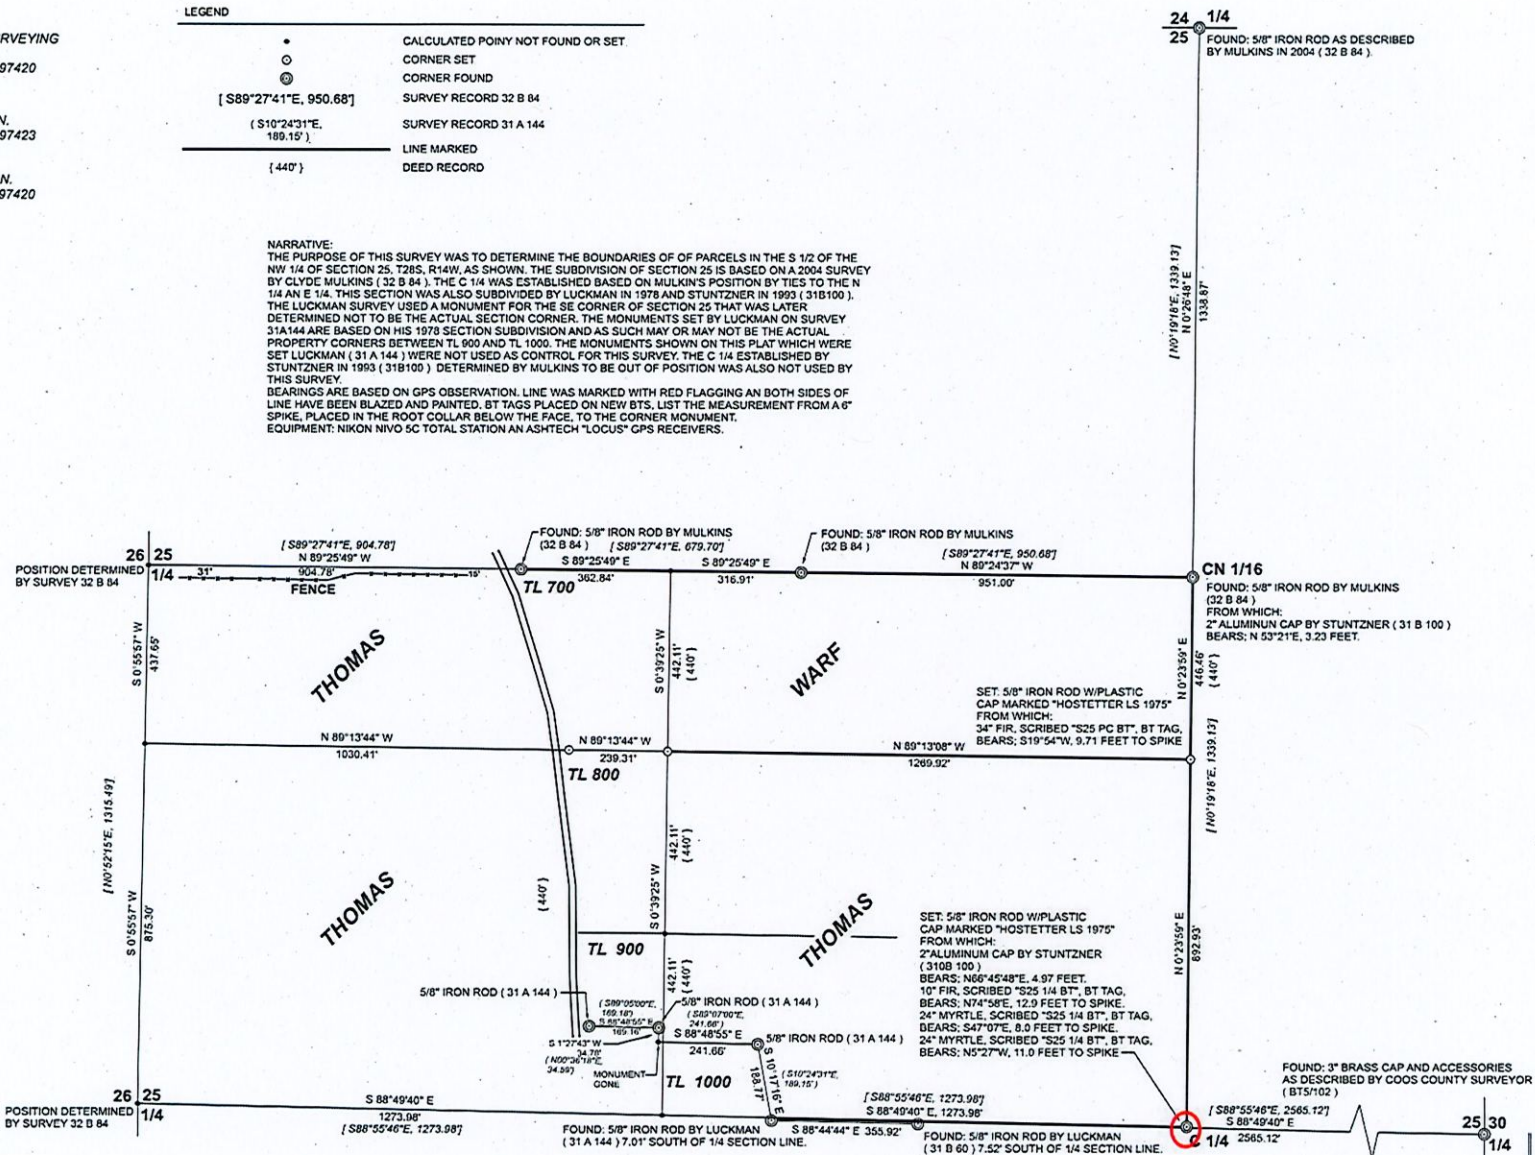 LEGEND
RVEYING
97420
N.
97423
N.
97420
CALCULATED POINY NOT FOUND OR SET
CORNER SET
CORNER FOUND
[ S89°27'41"E, 950.68'] SURVEY RECORD 32 B 84
( S10°24'31"E,
189.15' )
SURVEY RECORD 31 A 144
LINE MARKED
{ 440' } DEED RECORD
24 1/4
25
FOUND: 5/8" IRON ROD AS DESCRIBED
BY MULKINS IN 2004 ( 32 B 84 ).
NARRATIVE:
THE PURPOSE OF THIS SURVEY WAS TO DETERMINE THE BOUNDARIES OF OF PARCELS IN THE S 1/2 OF THE
NW 1/4 OF SECTION 25, T28S, R14W, AS SHOWN. THE SUBDIVISION OF SECTION 25 IS BASED ON A 2004 SURVEY
BY CLYDE MULKINS ( 32 B 84 ). THE C 1/4 WAS ESTABLISHED BASED ON MULKIN'S POSITION BY TIES TO THE N
1/4 AN E 1/4. THIS SECTION WAS ALSO SUBDIVIDED BY LUCKMAN IN 1978 AND STUNTZNER IN 1993 ( 31B100 ).
THE LUCKMAN SURVEY USED A MONUMENT FOR THE SE CORNER OF SECTION 25 THAT WAS LATER
DETERMINED NOT TO BE THE ACTUAL SECTION CORNER. THE MONUMENTS SET BY LUCKMAN ON SURVEY
31A144 ARE BASED ON HIS 1978 SECTION SUBDIVISION AND AS SUCH MAY OR MAY NOT BE THE ACTUAL
PROPERTY CORNERS BETWEEN TL 900 AND TL 1000. THE MONUMENTS SHOWN ON THIS PLAT WHICH WERE
SET LUCKMAN ( 31 A 144 ) WERE NOT USED AS CONTROL FOR THIS SURVEY. THE C 1/4 ESTABLISHED BY
STUNTZNER IN 1993 ( 31B100 ) DETERMINED BY MULKINS TO BE OUT OF POSITION WAS ALSO NOT USED BY
THIS SURVEY.
BEARINGS ARE BASED ON GPS OBSERVATION. LINE WAS MARKED WITH RED FLAGGING AN BOTH SIDES OF
LINE HAVE BEEN BLAZED AND PAINTED. BT TAGS PLACED ON NEW BTS, LIST THE MEASUREMENT FROM A 6"
SPIKE, PLACED IN THE ROOT COLLAR BELOW THE FACE, TO THE CORNER MONUMENT.
EQUIPMENT: NIKON NIVO 5C TOTAL STATION AN ASHTECH "LOCUS" GPS RECEIVERS.
[N0°19'18"E, 1339.13']
N 0°26'48" E
1338.87'
26 25
1/4
POSITION DETERMINED
BY SURVEY 32 B 84
[ S89°27'41"E, 904.78']
N 89°25'49" W
904.78'
31'
15'
FENCE
FOUND: 5/8" IRON ROD BY MULKINS
(32 B 84 ) [S89°27'41"E, 679.70']
S 89°25'49" E
362.84'
TL 700
S 89°25'49" E
316.91'
FOUND: 5/8" IRON ROD BY MULKINS
(32 B 84 )
[S89°27'41"E, 950.68']
N 89°24'37" W
951.00'
CN 1/16
FOUND: 5/8" IRON ROD BY MULKINS
(32 B 84 )
FROM WHICH:
2" ALUMINUN CAP BY STUNTZNER ( 31 B 100 )
BEARS; N 53°21'E, 3.23 FEET.
S 0°55'57" W
437.65'
THOMAS
S 0°39'25" W
442.11'
{440'}
WARF
N 0°23'59" E
446.46'
{440'}
SET: 5/8" IRON ROD W/PLASTIC
CAP MARKED "HOSTETTER LS 1975"
FROM WHICH:
34" FIR, SCRIBED "S25 PC BT", BT TAG,
BEARS; S19°54"W, 9.71 FEET TO SPIKE
N 89°13'44" W
1030.41'
N 89°13'44" W
239.31'
TL 800
N 89°13'08" W
1269.92'
[N0°19'18"E, 1339.13']
[N0°52'15"E, 1315.49']
S 0°55'57" W
875.30'
THOMAS
{440'}
442.11'
{440'}
S 0°39'25" W
THOMAS
N 0°23'59" E
892.93'
TL 900
442.11'
{440'}
SET: 5/8" IRON ROD W/PLASTIC
CAP MARKED "HOSTETTER LS 1975"
FROM WHICH:
2"ALUMINUM CAP BY STUNTZNER
( 310B 100 )
BEARS; N66°45'48"E, 4.97 FEET.
10" FIR, SCRIBED "S25 1/4 BT", BT TAG,
BEARS; N74°58'E, 12.9 FEET TO SPIKE.
24" MYRTLE, SCRIBED "S25 1/4 BT", BT TAG,
BEARS; S47°07'E, 8.0 FEET TO SPIKE.
24" MYRTLE, SCRIBED "S25 1/4 BT", BT TAG,
BEARS; N5°27'W, 11.0 FEET TO SPIKE
5/8" IRON ROD ( 31 A 144 )
( S89°05'00"E,
169.18')
S 88°48'55" E
169.16'
5/8" IRON ROD ( 31 A 144 )
( S89°07'00"E,
241.66' )
S 88°48'55" E
241.66'
5/8" IRON ROD ( 31 A 144 )
S 1°27'43" W
34.78'
34.59')
MONUMENT
GONE
TL 1000
S 10°17'16" E
188.77'
(S10°24'31"E,
189.15')
26 25
1/4
POSITION DETERMINED
BY SURVEY 32 B 84
S 88°49'40" E
1273.98'
[S88°55'46"E, 1273.98']
FOUND: 5/8" IRON ROD BY LUCKMAN
( 31 A 144 ) 7.01' SOUTH OF 1/4 SECTION LINE.
S 88°44'44" E 355.92'
[S88°55'46"E, 1273.98']
S 88°49'40" E, 1273.98'
FOUND: 5/8" IRON ROD BY LUCKMAN
( 31 B 60 ) 7.52' SOUTH OF 1/4 SECTION LINE.
C 1/4
[ S88°55'46"E, 2565.12']
S 88°49'40" E
2565.12'
FOUND: 3" BRASS CAP AND ACCESSORIES
AS DESCRIBED BY COOS COUNTY SURVEYOR
( BT5/102 )
25 30
1/4